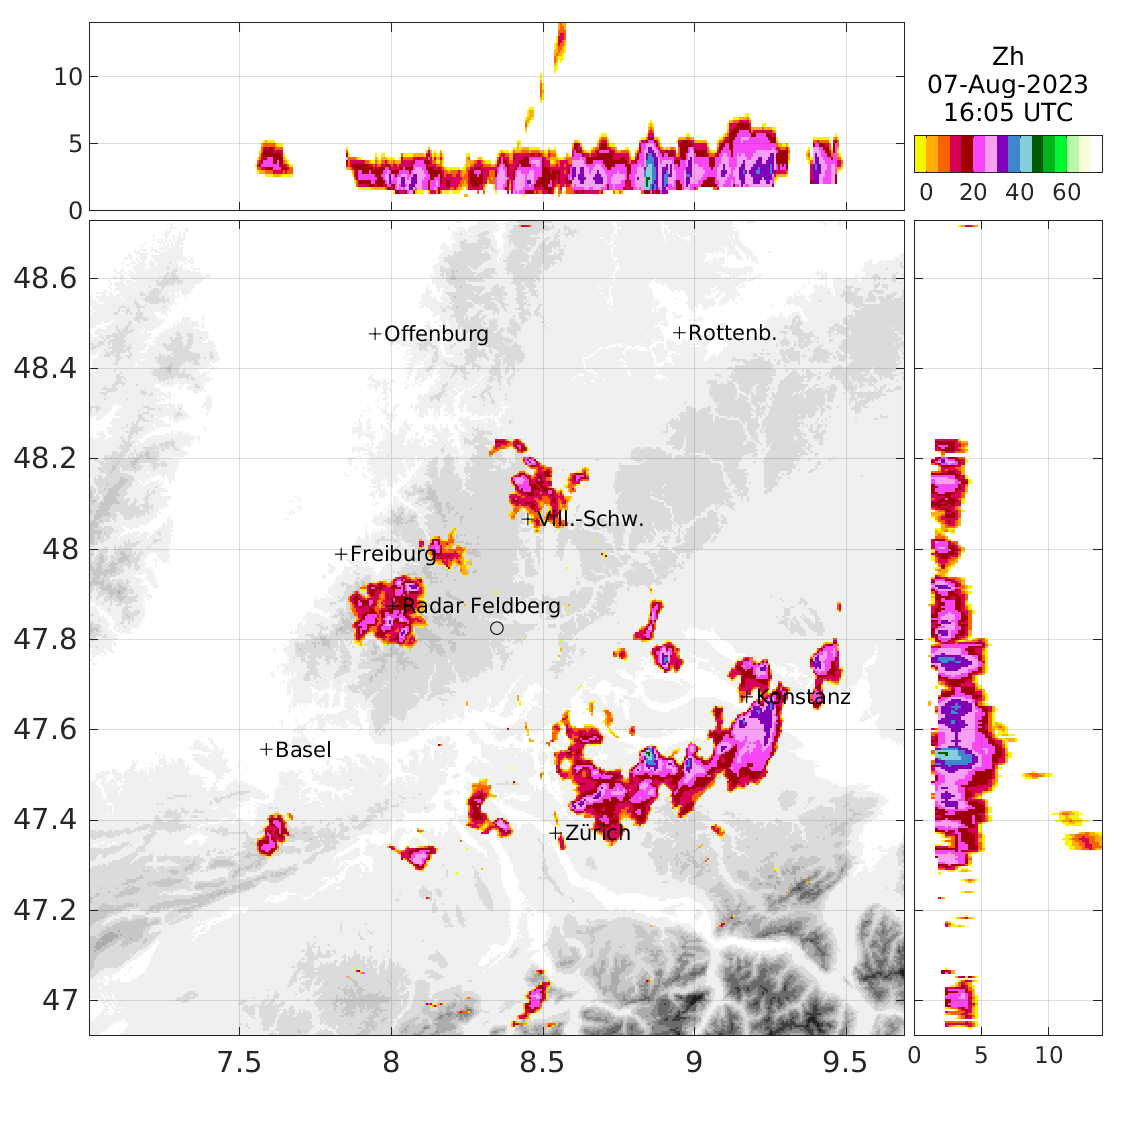 Zh
07-Aug-2023
16:05 UTC
0 20 40 60
10
5
0
48.6
48.4
48.2
48
47.8
47.6
47.4
47.2
47
+Offenburg
+Rottenb.
+Vill.-Schw.
+Freiburg
+Radar Feldberg
+Konstanz
+Basel
+Zürich
7.5 8 8.5 9 9.5
0 5 10